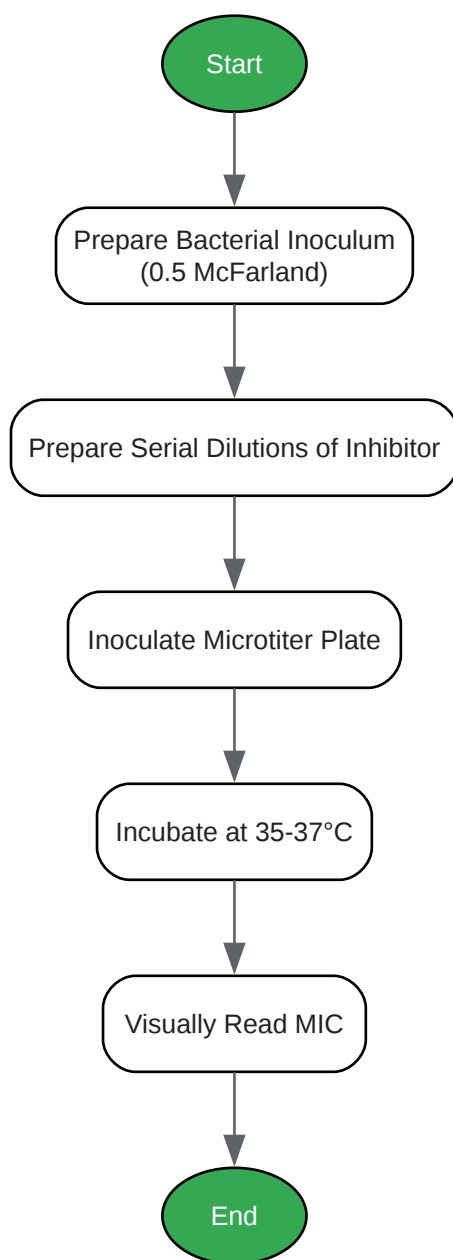 Start
Prepare Bacterial Inoculum
(0.5 McFarland)
Prepare Serial Dilutions of Inhibitor
Inoculate Microtiter Plate
Incubate at 35-37°C
Visually Read MIC
End